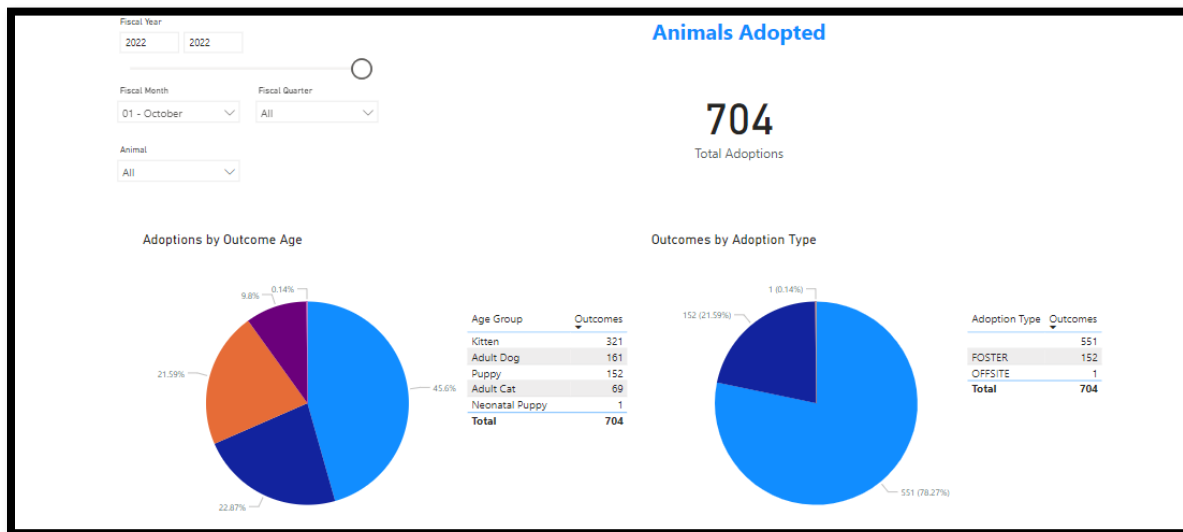 Fiscal Year
2022 2022
Fiscal Month Fiscal Quarter
01 - October All
Animal
All
Animals Adopted
704
Total Adoptions
Adoptions by Outcome Age
0.14%
9.8%
21.59%
45.6%
22.87%
Age Group Outcomes
Kitten 321
Adult Dog 161
Puppy 152
Adult Cat 69
Neonatal Puppy 1
Total 704
Outcomes by Adoption Type
1 (0.14%)
152 (21.59%)
551 (78.27%)
Adoption Type Outcomes
551
FOSTER 152
OFFSITE 1
Total 704